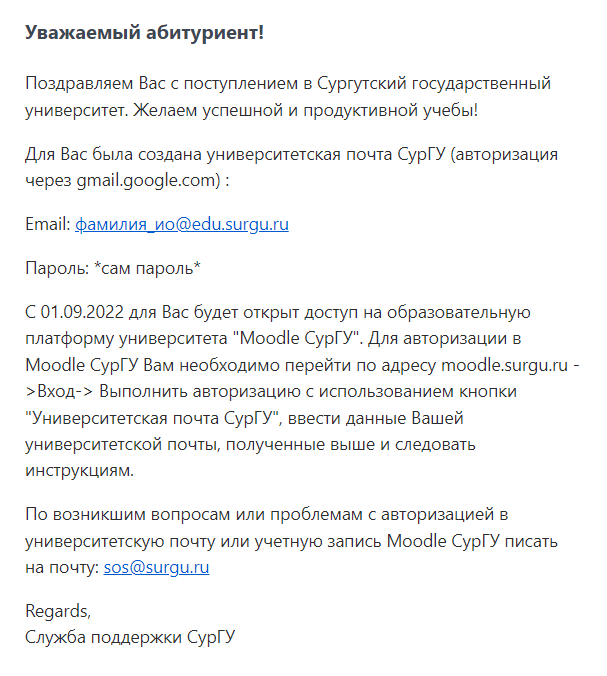 Уважаемый абитуриент!
Поздравляем Вас с поступлением в Сургутский государственный
университет. Желаем успешной и продуктивной учебы!
Для Вас была создана университетская почта СурГУ (авторизация
через gmail.google.com) :
Email: фамилия_ио@edu.surgu.ru
Пароль: *сам пароль*
С 01.09.2022 для Вас будет открыт доступ на образовательную
платформу университета "Moodle СурГУ". Для авторизации в
Moodle СурГУ Вам необходимо перейти по адресу moodle.surgu.ru -
>Вход-> Выполнить авторизацию с использованием кнопки
"Университетская почта СурГУ", ввести данные Вашей
университетской почты, полученные выше и следовать
инструкциям.
По возникшим вопросам или проблемам с авторизацией в
университетскую почту или учетную запись Moodle СурГУ писать
на почту: sos@surgu.ru
Regards,
Служба поддержки СурГУ